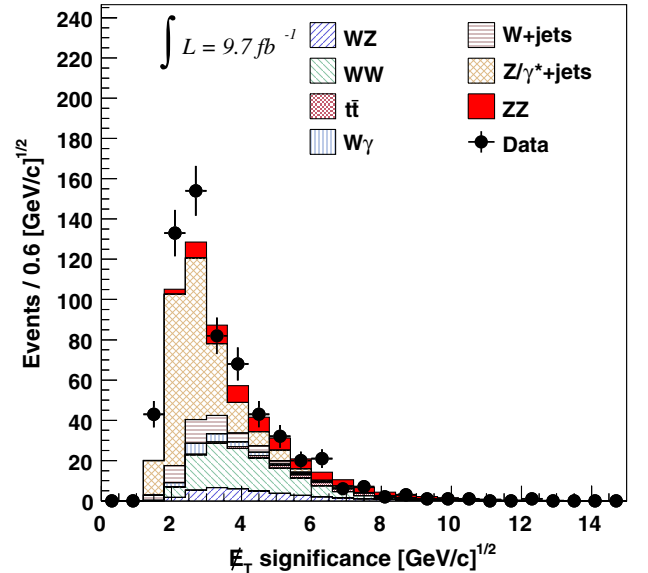 240
220
200
180
160
140
120
100
80
60
40
20
0
Events / 0.6 [GeV/c]^1/2
∫ L = 9.7 fb^-1
WZ
WW
tt̄
Wγ
W+jets
Z/γ*+jets
ZZ
Data
0 2 4 6 8 10 12 14
E̸_T significance [GeV/c]^1/2